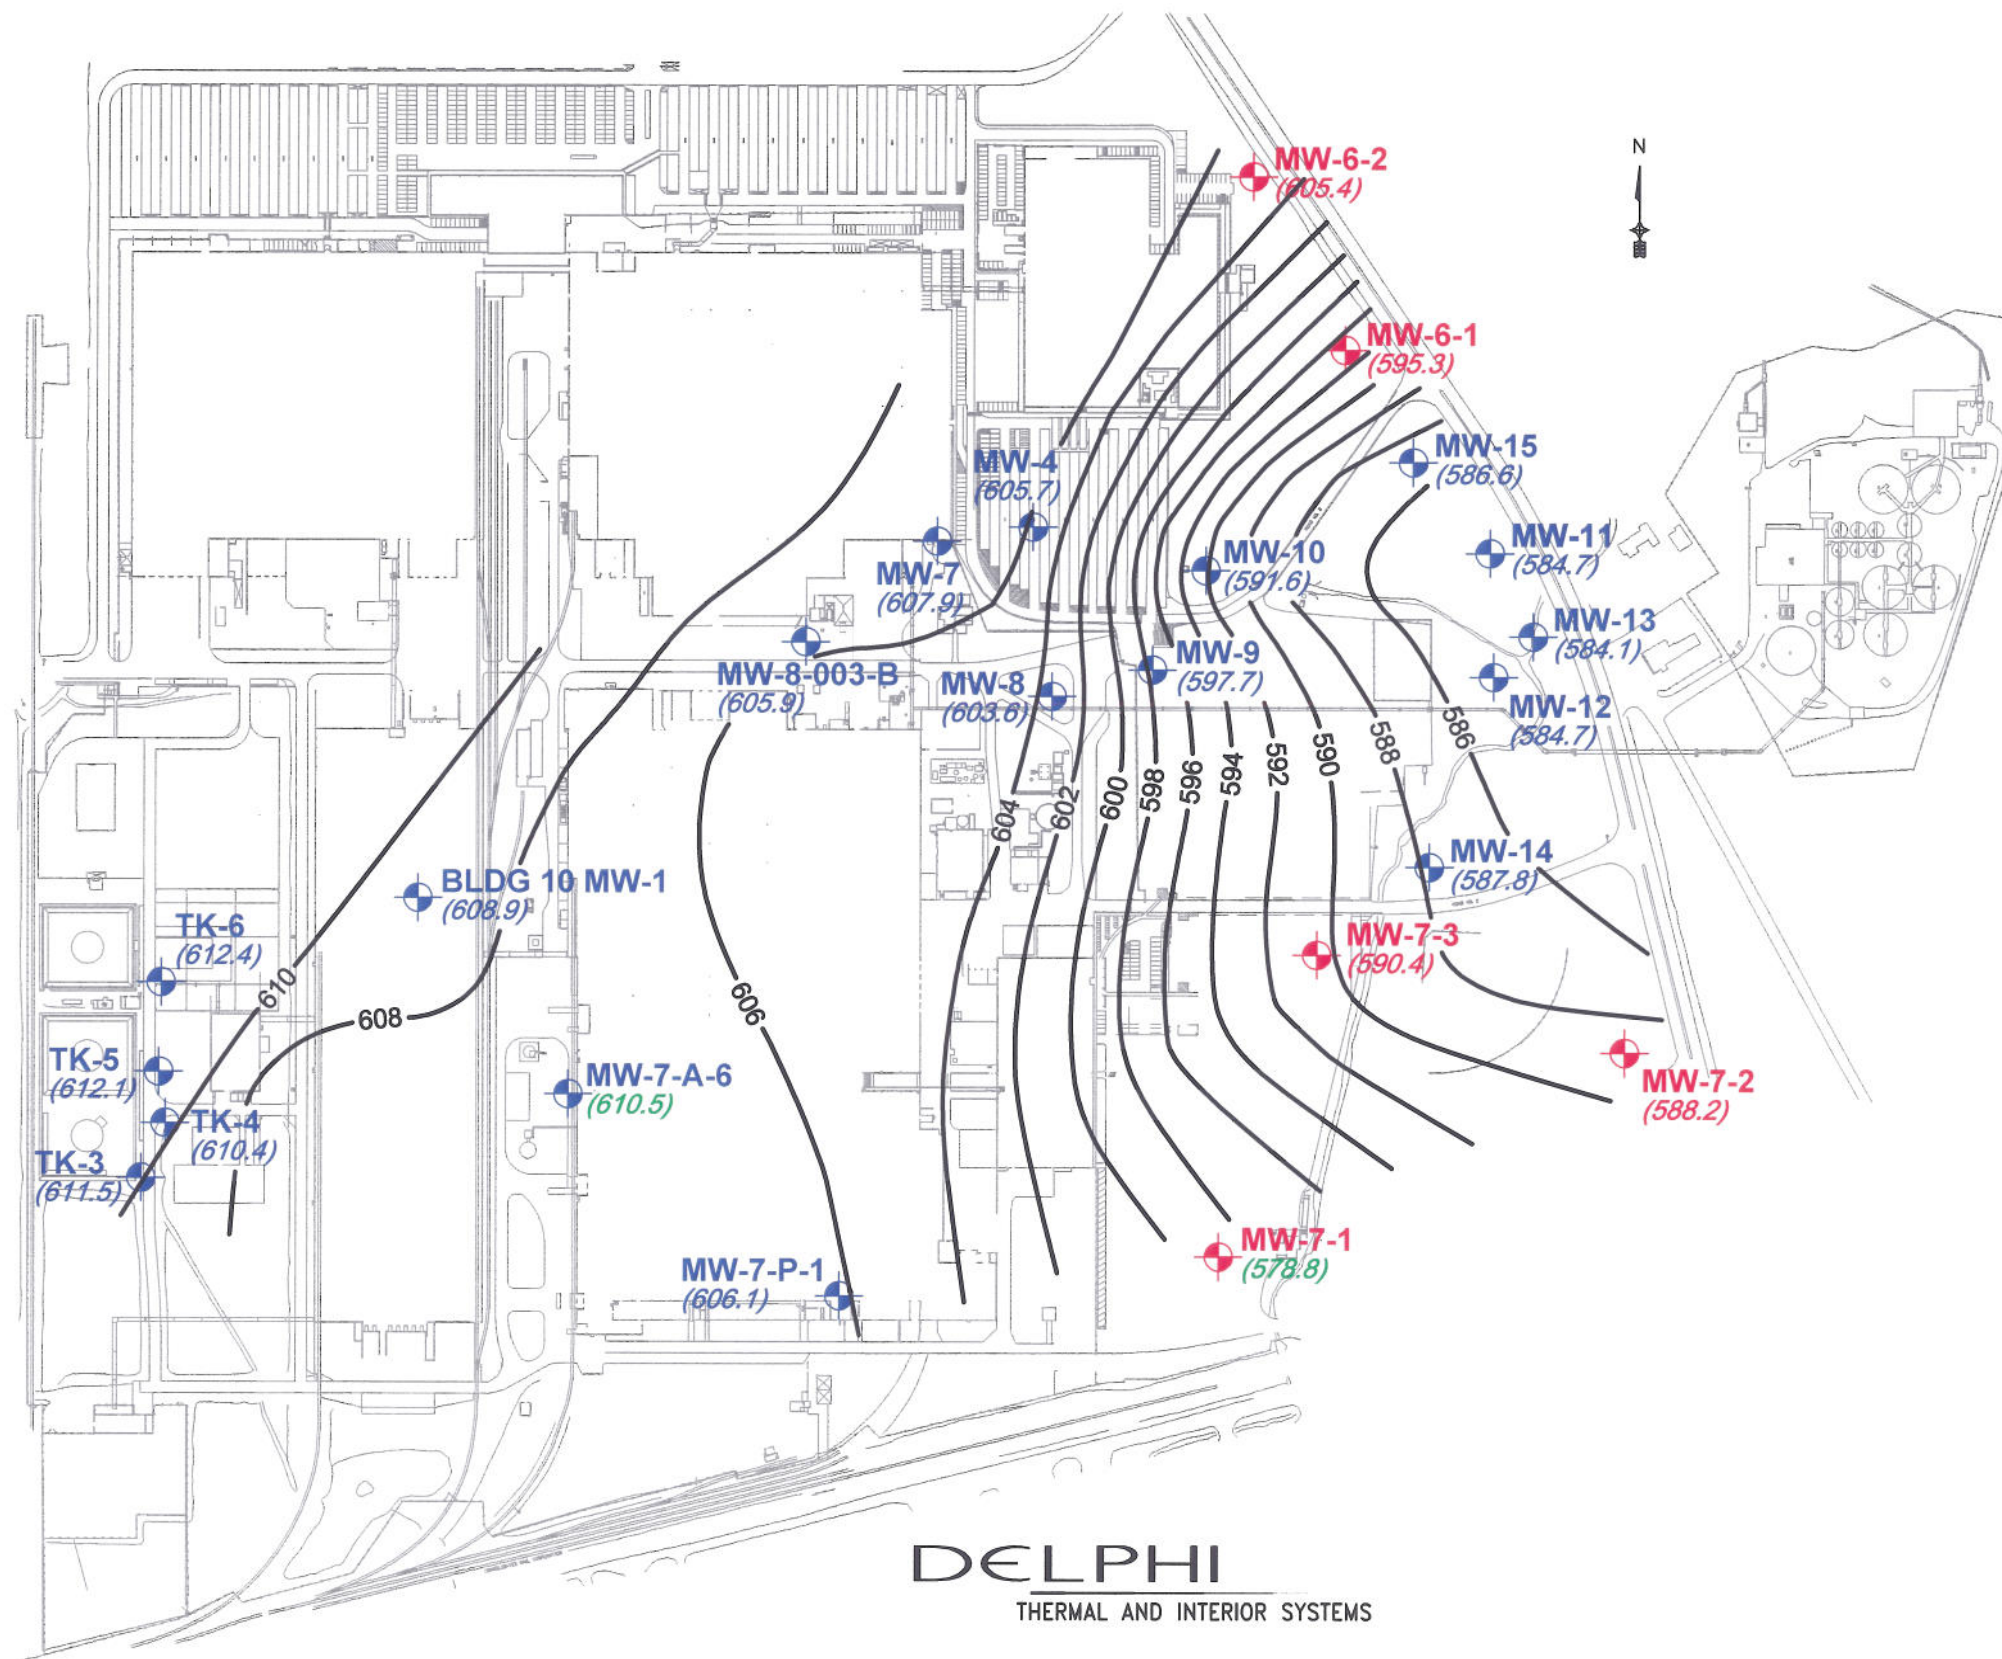 N
MW-6-2
(605.4)
MW-6-1
(595.3)
MW-4
(605.7)
MW-15
(586.6)
MW-7
(607.9)
MW-10
(591.6)
MW-11
(584.7)
MW-13
(584.1)
MW-8-003-B
(605.9)
MW-8
(603.6)
MW-9
(597.7)
MW-12
(584.7)
604
602
600
598
596
594
592
590
588
586
BLDG 10 MW-1
(608.9)
MW-14
(587.8)
TK-6
(612.4)
MW-7-3
(590.4)
610
608
606
TK-5
(612.1)
MW-7-A-6
(610.5)
MW-7-2
(588.2)
TK-4
(610.4)
TK-3
(611.5)
MW-7-P-1
(606.1)
MW-7-1
(578.8)
DELPHI
THERMAL AND INTERIOR SYSTEMS